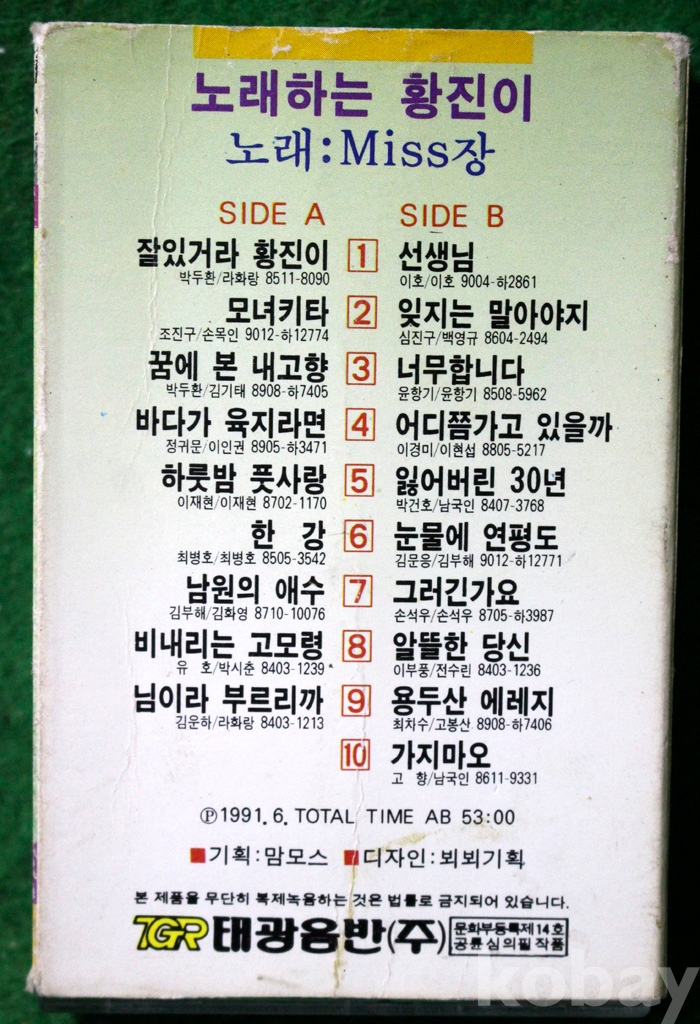 노래하는 황진이
노래:Miss장
SIDE A SIDE B
잘있거라 황진이 1 선생님
박두환/라화랑 8511-8090 이호/이호 9004-하2861
모녀키타 2 잊지는 말아야지
조진구/손목인 9012-하12774 심진구/백영규 8604-2494
꿈에 본 내고향 3 너무합니다
박두환/김기태 8908-하7405 윤항기/윤항기 8508-5962
바다가 육지라면 4 어디쯤가고 있을까
정귀문/이인권 8905-하3471 이경미/이현섭 8805-5217
하룻밤 풋사랑 5 잃어버린 30년
이재현/이재현 8702-1170 박건호/남국인 8407-3768
한 강 6 눈물에 연평도
최병호/최병호 8505-3542 김문응/김부해 9012-하12771
남원의 애수 7 그러긴가요
김부해/김화영 8710-10076 손석우/손석우 8705-하3987
비내리는 고모령 8 알뜰한 당신
유 호/박시춘 8403-1239 이부풍/전수린 8403-1236
님이라 부르리까 9 용두산 에레지
김운하/라화랑 8403-1213 최치수/고봉산 8908-하7406
10 가지마오
고 향/남국인 8611-9331
Ⓟ1991.6. TOTAL TIME AB 53:00
■기획:맘모스 ■디자인:뵈뵈기획
본 제품을 무단히 복제녹음하는 것은 법률로 금지되어 있습니다.
TGR 태광음반(주) 문화부등록제14호
공륜심의필작품
kobay